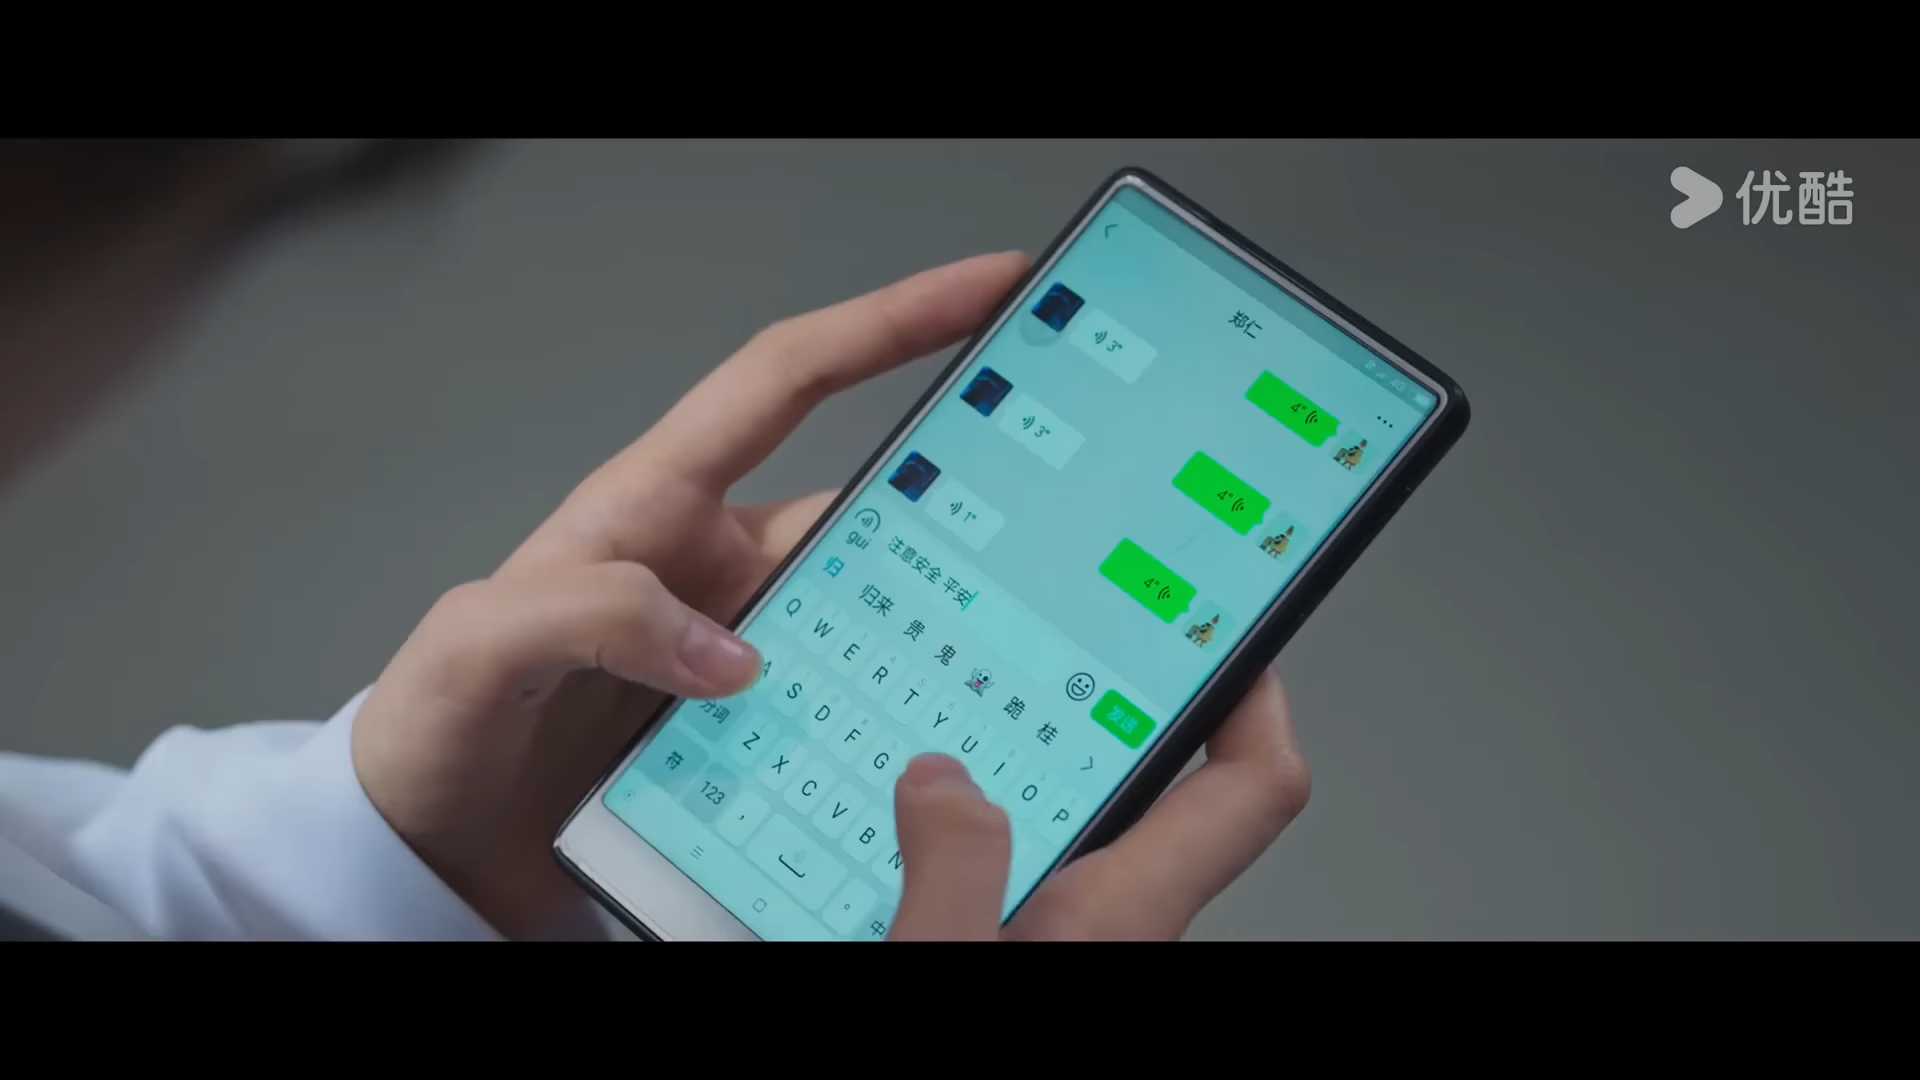 优酷
郑仁
4G
3"
4"
3"
4"
1"
4"
注意安全 平安
发送
gui
归 归来 贵 鬼 👻 跪 桂
Q W E R T Y U I O P
A S D F G
分词 Z X C V B N
符 123 , 。 中